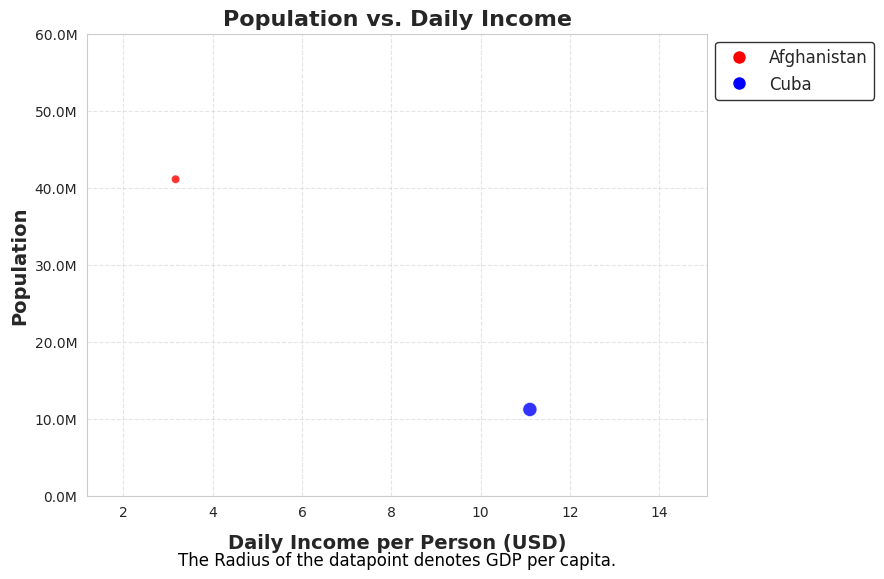 Population vs. Daily Income
60.0M
50.0M
40.0M
30.0M
20.0M
10.0M
0.0M
Population
2 4 6 8 10 12 14
Daily Income per Person (USD)
The Radius of the datapoint denotes GDP per capita.
Afghanistan
Cuba